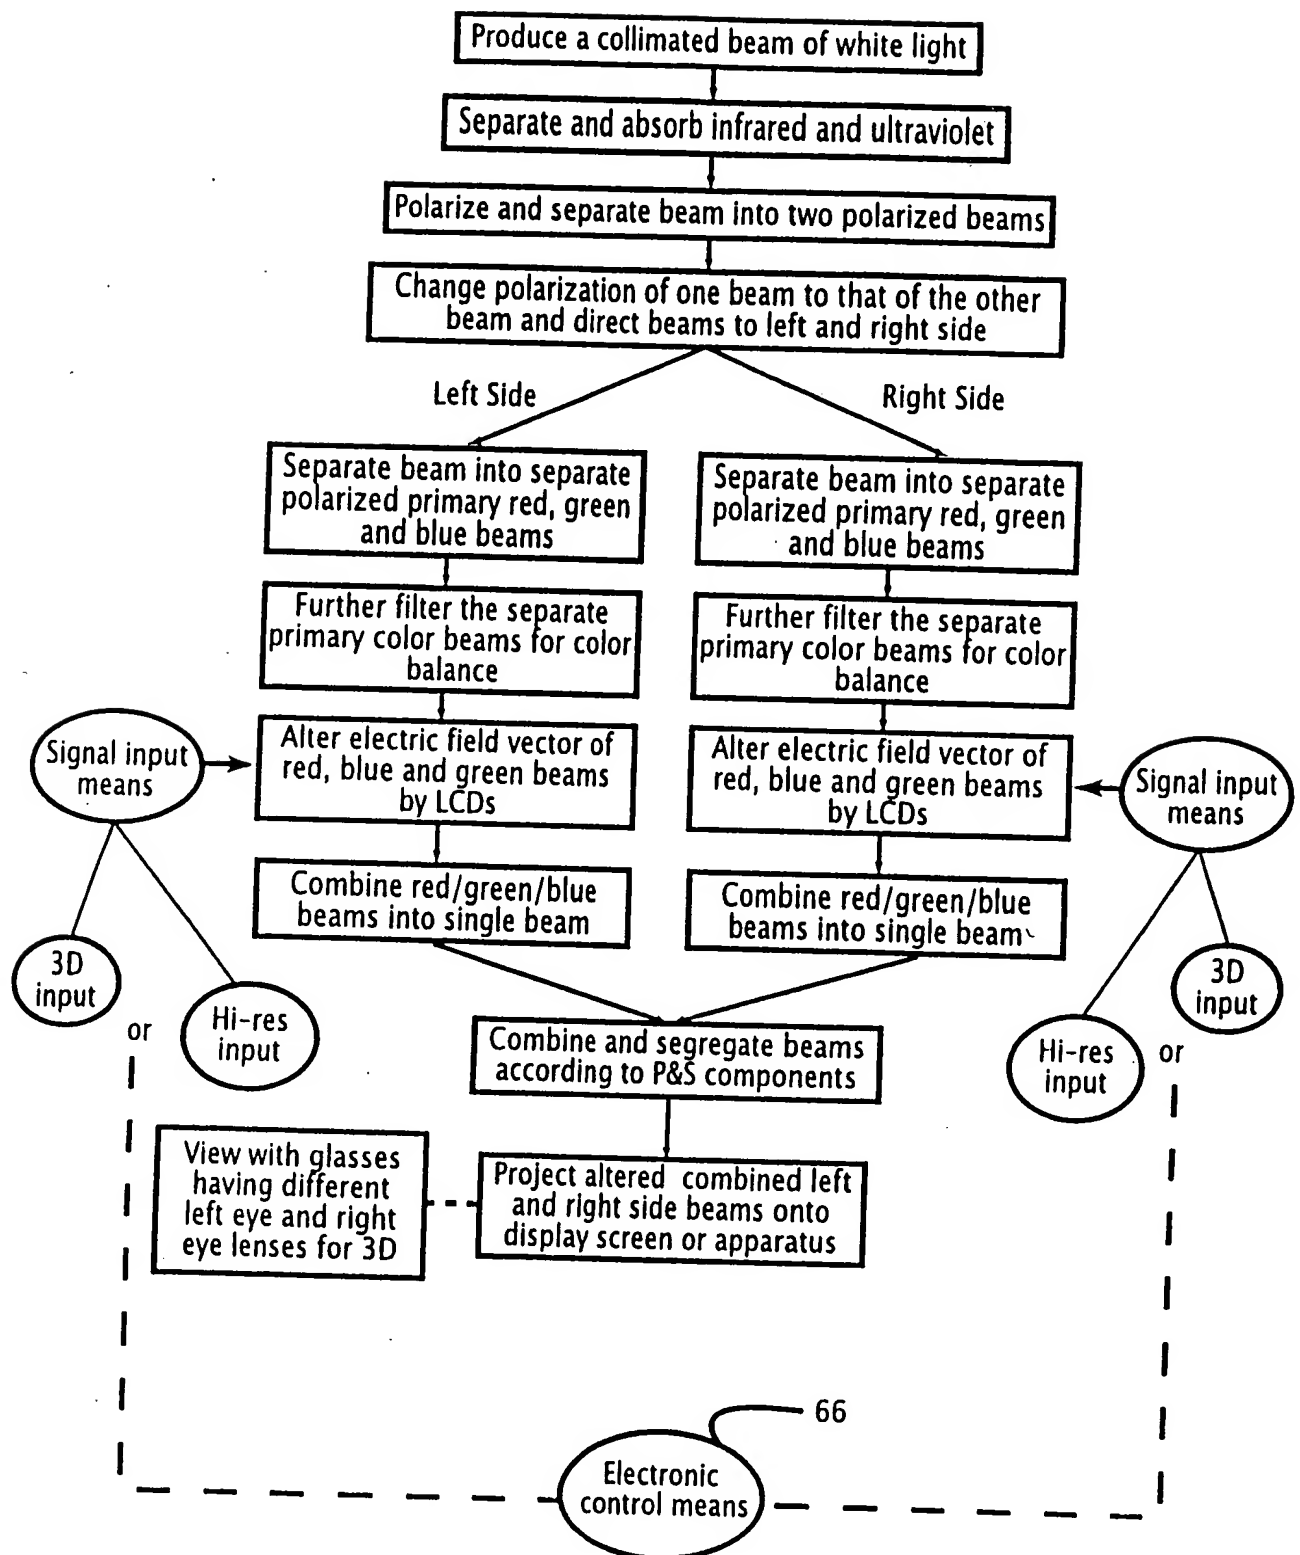 Produce a collimated beam of white light
Separate and absorb infrared and ultraviolet
Polarize and separate beam into two polarized beams
Change polarization of one beam to that of the other
beam and direct beams to left and right side
Left Side
Right Side
Separate beam into separate
polarized primary red, green
and blue beams
Separate beam into separate
polarized primary red, green
and blue beams
Further filter the separate
primary color beams for color
balance
Further filter the separate
primary color beams for color
balance
Signal input
means
Alter electric field vector of
red, blue and green beams
by LCDs
Alter electric field vector of
red, blue and green beams
by LCDs
Signal input
means
Combine red/green/blue
beams into single beam
Combine red/green/blue
beams into single beam
3D
input
or
Hi-res
input
Combine and segregate beams
according to P&S components
Hi-res
input
or
3D
input
View with glasses
having different
left eye and right
eye lenses for 3D
Project altered combined left
and right side beams onto
display screen or apparatus
66
Electronic
control means